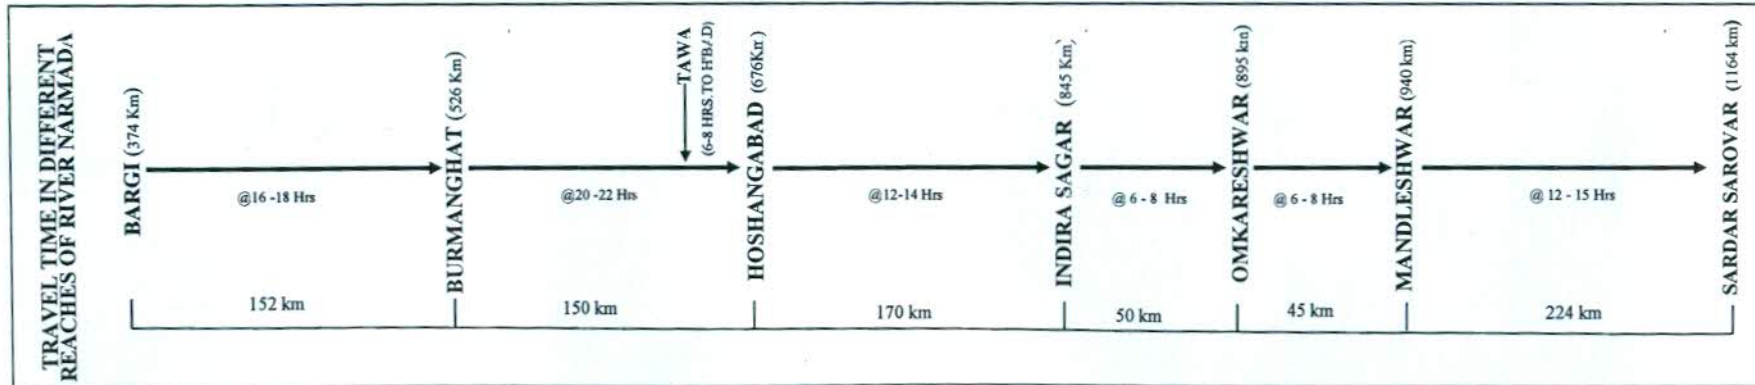 TRAVEL TIME IN DIFFERENT
REACHES OF RIVER NARMADA
BARGI (374 Km)
@16 -18 Hrs
BURMANGHAT (526 Km)
@20 -22 Hrs
TAWA
(6-8 HRS. TO H'B/.D)
HOSHANGABAD (676Km)
@12-14 Hrs
INDIRA SAGAR (845 Km)
@ 6 - 8 Hrs
OMKARESHWAR (895 km)
@ 6 - 8 Hrs
MANDLESHWAR (940 km)
@ 12 - 15 Hrs
SARDAR SAROVAR (1164 km)
152 km
150 km
170 km
50 km
45 km
224 km